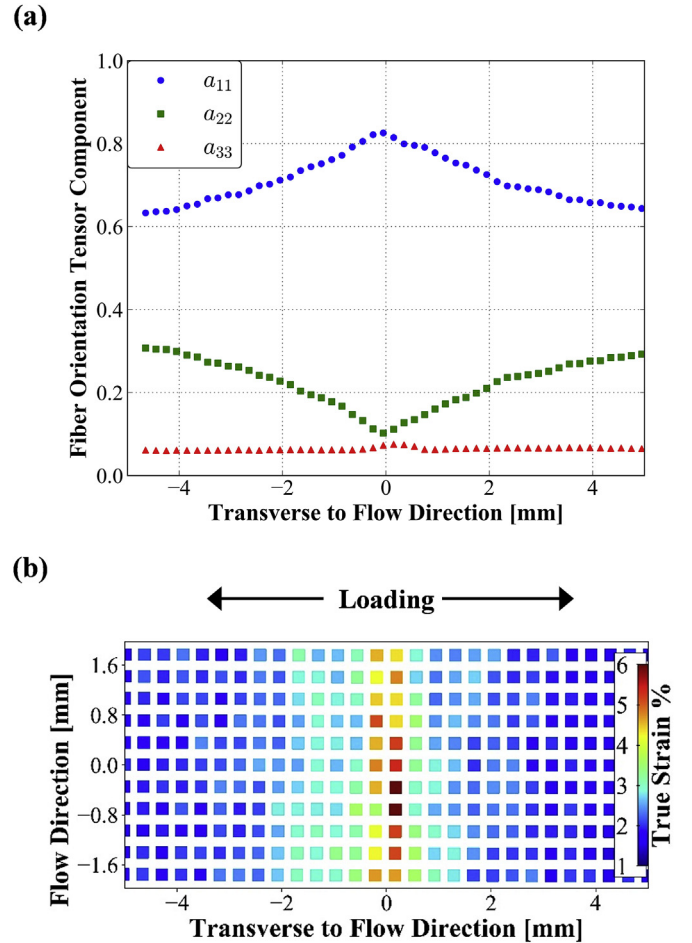 (a)
Fiber Orientation Tensor Component
1.0
0.8
0.6
0.4
0.2
0.0
a11
a22
a33
−4
−2
0
2
4
Transverse to Flow Direction [mm]
(b)
Loading
Flow Direction [mm]
1.6
0.8
0.0
−0.8
−1.6
6
5
4
3
2
1
True Strain %
−4
−2
0
2
4
Transverse to Flow Direction [mm]